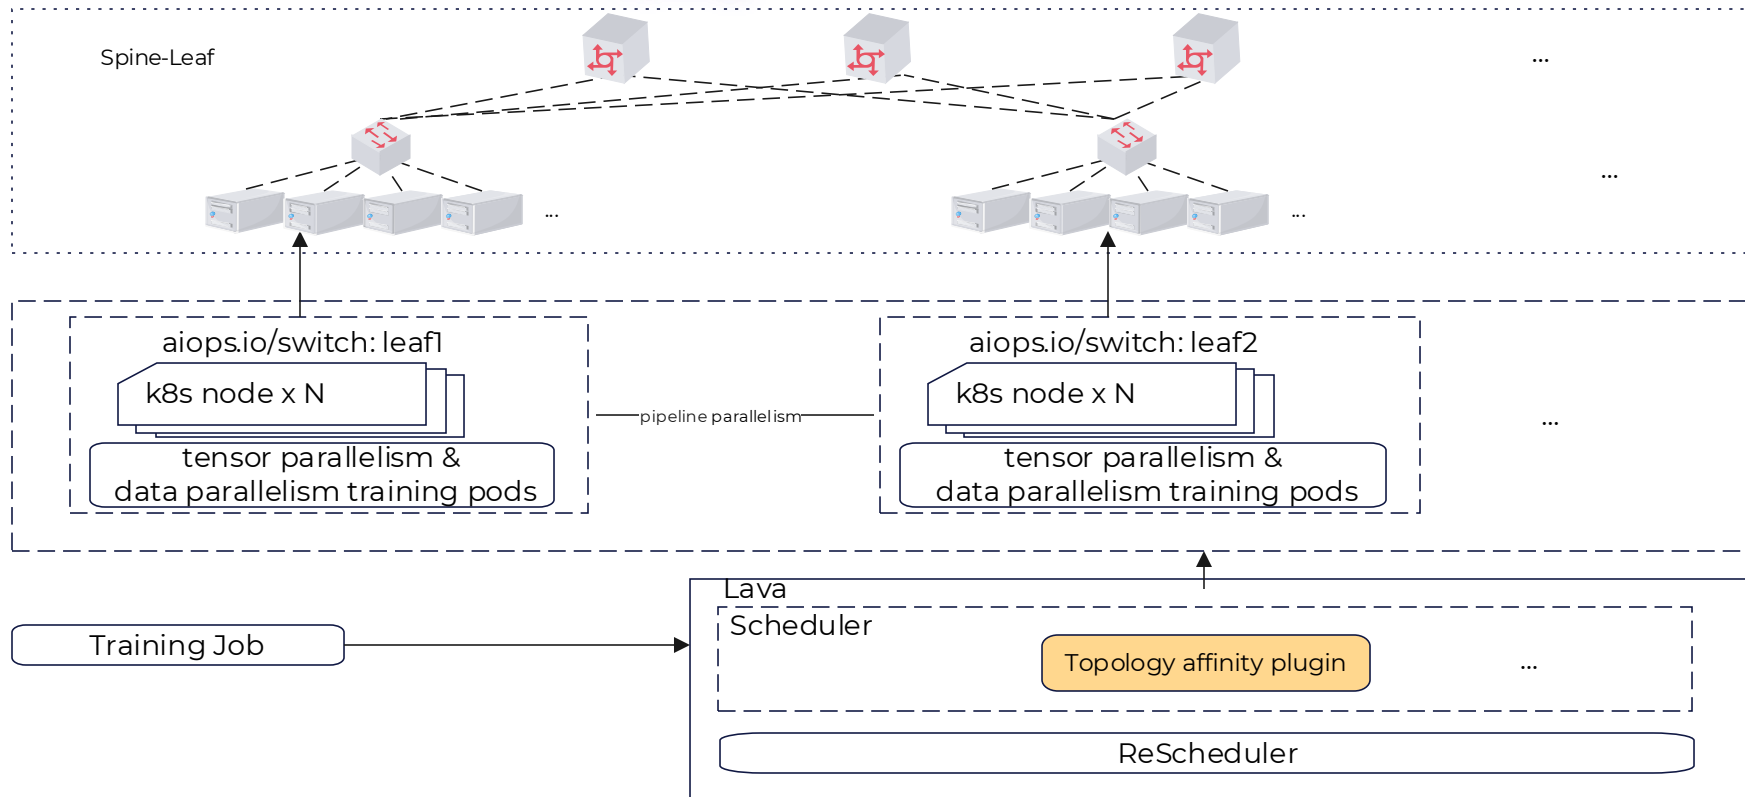 Spine-Leaf
...
...
...
...
aiops.io/switch: leaf1
k8s node x N
tensor parallelism &
data parallelism training pods
pipeline parallelism
aiops.io/switch: leaf2
k8s node x N
tensor parallelism &
data parallelism training pods
...
Training Job
Lava
Scheduler
Topology affinity plugin
...
ReScheduler